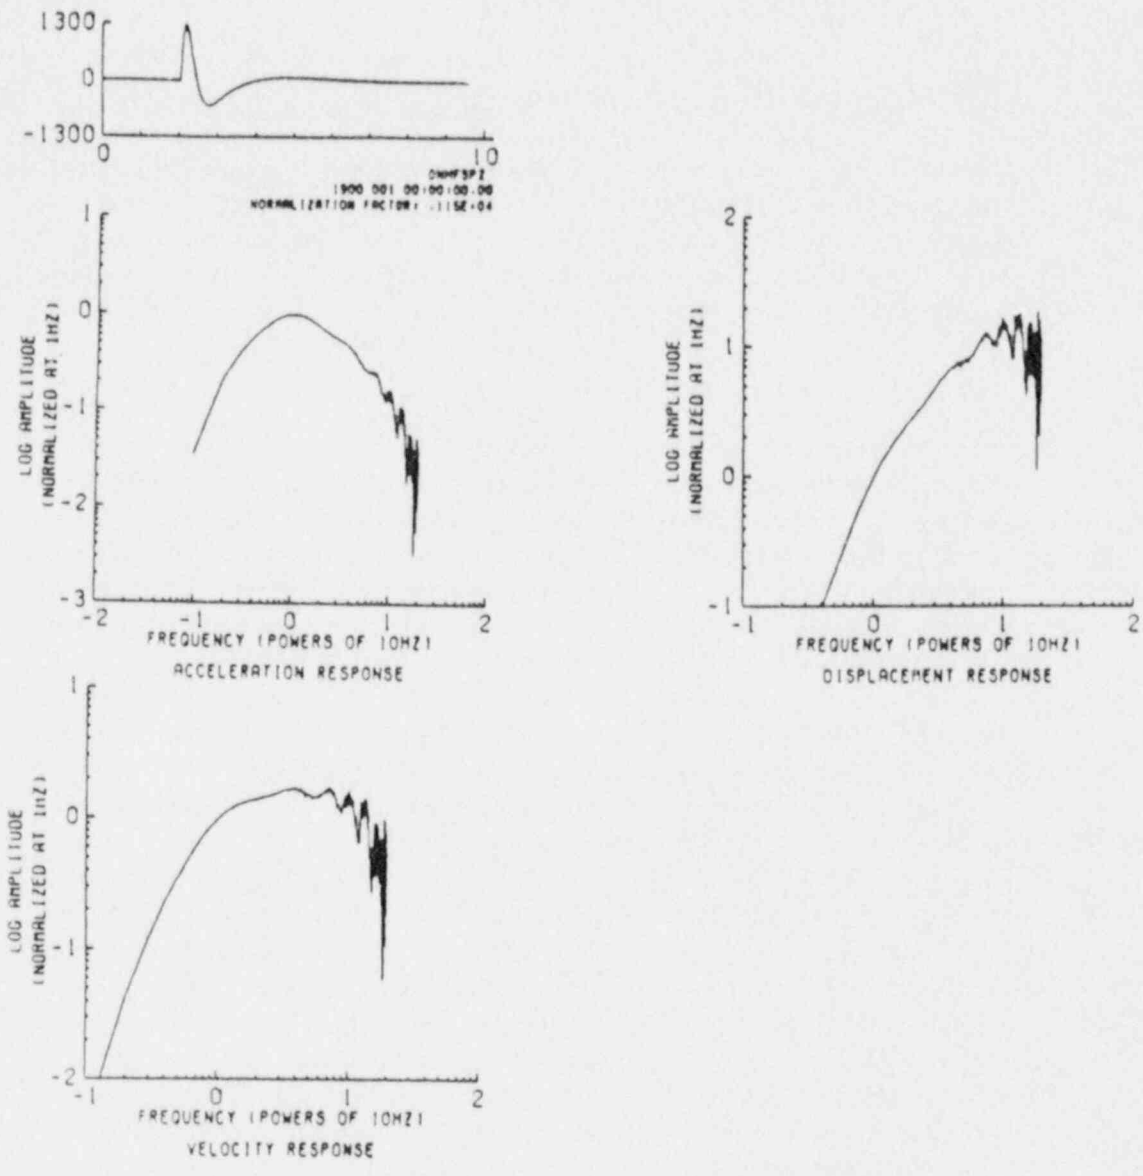 1300
0
-1300
0 10
1900 001 00:00:00.00
NORMALIZATION FACTOR: .115E+04
1
0
-1
-2
-3
LOG AMPLITUDE
(NORMALIZED AT 1HZ)
-2 -1 0 1 2
FREQUENCY (POWERS OF 10HZ)
ACCELERATION RESPONSE
2
1
0
-1
LOG AMPLITUDE
(NORMALIZED AT 1HZ)
-1 0 1 2
FREQUENCY (POWERS OF 10HZ)
DISPLACEMENT RESPONSE
1
0
-1
-2
LOG AMPLITUDE
(NORMALIZED AT 1HZ)
-1 0 1 2
FREQUENCY (POWERS OF 10HZ)
VELOCITY RESPONSE